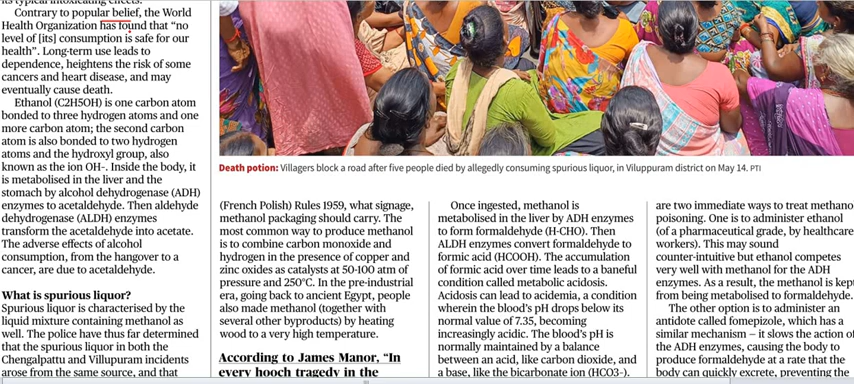 its typical intoxicating effects.
Contrary to popular belief, the World
Health Organization has found that “no
level of [its] consumption is safe for our
health”. Long-term use leads to
dependence, heightens the risk of some
cancers and heart disease, and may
eventually cause death.
Ethanol (C2H5OH) is one carbon atom
bonded to three hydrogen atoms and one
more carbon atom; the second carbon
atom is also bonded to two hydrogen
atoms and the hydroxyl group, also
known as the ion OH-. Inside the body, it
is metabolised in the liver and the
stomach by alcohol dehydrogenase (ADH)
enzymes to acetaldehyde. Then aldehyde
dehydrogenase (ALDH) enzymes
transform the acetaldehyde into acetate.
The adverse effects of alcohol
consumption, from the hangover to a
cancer, are due to acetaldehyde.
What is spurious liquor?
Spurious liquor is characterised by the
liquid mixture containing methanol as
well. The police have thus far determined
that the spurious liquor in both the
Chengalpattu and Villupuram incidents
arose from the same source, and that
Death potion: Villagers block a road after five people died by allegedly consuming spurious liquor, in Viluppuram district on May 14. PTI
(French Polish) Rules 1959, what signage,
methanol packaging should carry. The
most common way to produce methanol
is to combine carbon monoxide and
hydrogen in the presence of copper and
zinc oxides as catalysts at 50-100 atm of
pressure and 250°C. In the pre-industrial
era, going back to ancient Egypt, people
also made methanol (together with
several other byproducts) by heating
wood to a very high temperature.
According to James Manor, “In
every hooch tragedy in the
Once ingested, methanol is
metabolised in the liver by ADH enzymes
to form formaldehyde (H-CHO). Then
ALDH enzymes convert formaldehyde to
formic acid (HCOOH). The accumulation
of formic acid over time leads to a baneful
condition called metabolic acidosis.
Acidosis can lead to acidemia, a condition
wherein the blood’s pH drops below its
normal value of 7.35, becoming
increasingly acidic. The blood’s pH is
normally maintained by a balance
between an acid, like carbon dioxide, and
a base, like the bicarbonate ion (HCO3-).
are two immediate ways to treat methano
poisoning. One is to administer ethanol
(of a pharmaceutical grade, by healthcare
workers). This may sound
counter-intuitive but ethanol competes
very well with methanol for the ADH
enzymes. As a result, the methanol is kept
from being metabolised to formaldehyde.
The other option is to administer an
antidote called fomepizole, which has a
similar mechanism – it slows the action of
the ADH enzymes, causing the body to
produce formaldehyde at a rate that the
body can quickly excrete, preventing the